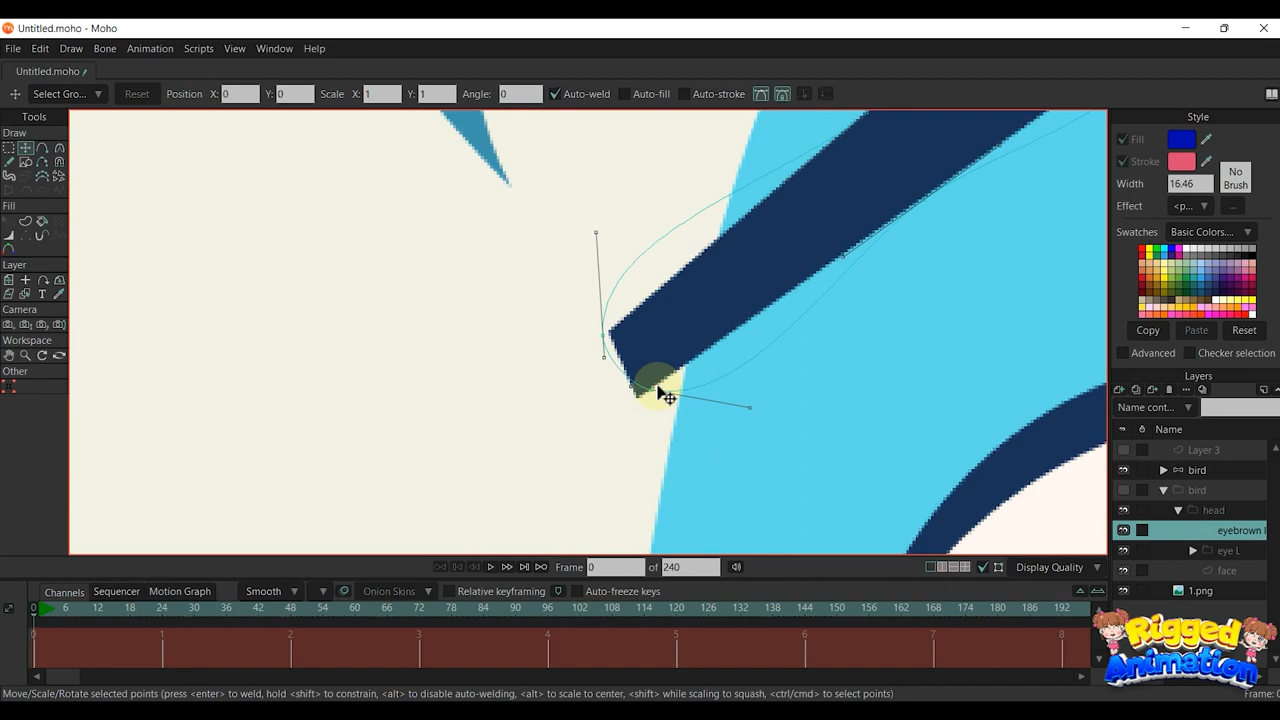 Untitled.moho - Moho
File Edit Draw Bone Animation Scripts View Window Help
Untitled.moho
Select Gro... Reset Position X: 0 Y: 0 Scale X: 1 Y: 1 Angle: 0 Auto-weld Auto-fill Auto-stroke
Tools
Draw
Fill
Layer
Camera
Workspace
Other
Style
Fill
Stroke
Width 16.46
No Brush
Effect <p... ...
Swatches Basic Colors...
Copy Paste Reset
Advanced Checker selection
Layers
Name cont...
Name
Layer 3
bird
bird
head
eyebrown l
eye L
face
1.png
Frame 0 of 240 Display Quality
Channels Sequencer Motion Graph Smooth Onion Skins Relative keyframing Auto-freeze keys
0 6 12 18 24 30 36 42 48 54 60 66 72 78 84 90 96 102 108 114 120 126 132 138 144 150 156 162 168 174 180 186 192
0 1 2 3 4 5 6 7 8
Rigged
Animation
Move/Scale/Rotate selected points (press <enter> to weld, hold <shift> to constrain, <alt> to disable auto-welding, <alt> to scale to center, <shift> while scaling to squash, <ctrl/cmd> to select points)
Frame: 0